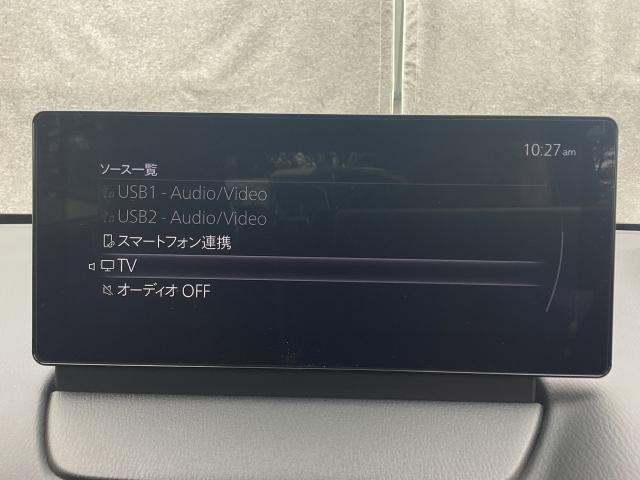 10:27 am
ソース一覧
USB1 - Audio/Video
USB2 - Audio/Video
スマートフォン連携
TV
オーディオ OFF